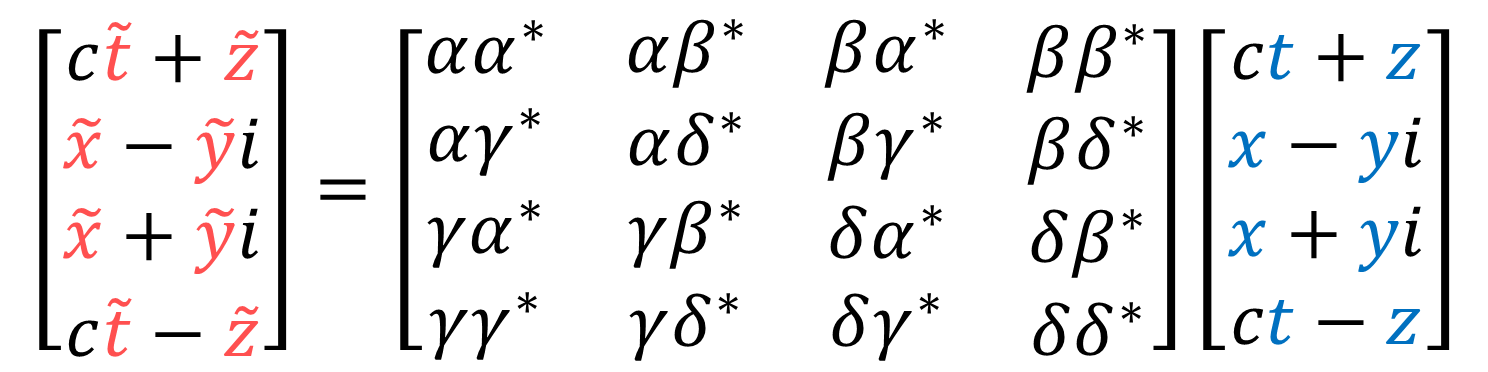 [ct̃ + z̃] = [αα* αβ* βα* ββ*] [ct + z]
[x̃ − ỹi] [αγ* αδ* βγ* βδ*] [x − yi]
[x̃ + ỹi] [γα* γβ* δα* δβ*] [x + yi]
[ct̃ − z̃] [γγ* γδ* δγ* δδ*] [ct − z]